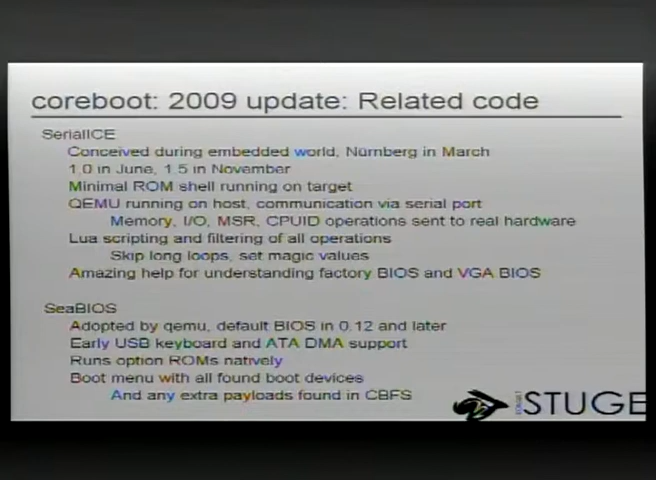 coreboot: 2009 update: Related code
SerialICE
Conceived during embedded world, Nürnberg in March
1.0 in June, 1.5 in November
Minimal ROM shell running on target
QEMU running on host, communication via serial port
Memory, I/O, MSR, CPUID operations sent to real hardware
Lua scripting and filtering of all operations
Skip long loops, set magic values
Amazing help for understanding factory BIOS and VGA BIOS
SeaBIOS
Adopted by qemu, default BIOS in 0.12 and later
Early USB keyboard and ATA DMA support
Runs option ROMs natively
Boot menu with all found boot devices
And any extra payloads found in CBFS
STUGE